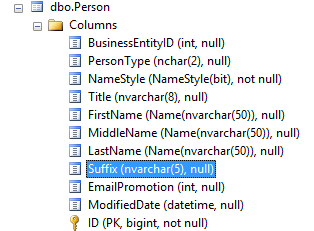 dbo.Person
Columns
BusinessEntityID (int, null)
PersonType (nchar(2), null)
NameStyle (NameStyle(bit), not null)
Title (nvarchar(8), null)
FirstName (Name(nvarchar(50)), null)
MiddleName (Name(nvarchar(50)), null)
LastName (Name(nvarchar(50)), null)
Suffix (nvarchar(5), null)
EmailPromotion (int, null)
ModifiedDate (datetime, null)
ID (PK, bigint, not null)